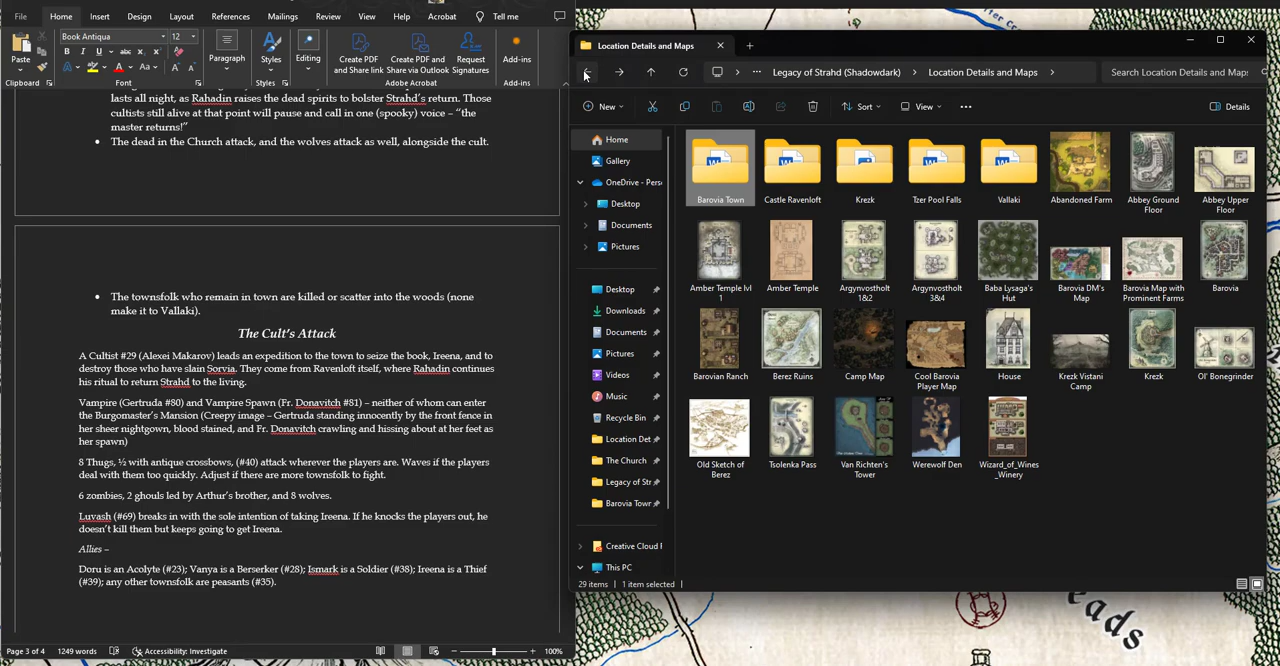 File Home Insert Design Layout References Mailings Review View Help Acrobat Tell me
Book Antiqua 12
Paste
B I U abc x₂ x²
Aa
Paragraph
Styles
Editing
Create PDF and Share link
Create PDF and Share via Outlook
Request Signatures
Add-ins
Clipboard Font Styles Adobe Acrobat Add-ins
lasts all night, as Rahadin raises the dead spirits to bolster Strahd's return. Those
cultists still alive at that point will pause and call in one (spooky) voice – "the
master returns!"
• The dead in the Church attack, and the wolves attack as well, alongside the cult.
• The townsfolk who remain in town are killed or scatter into the woods (none
make it to Vallaki).
The Cult's Attack
A Cultist #29 (Alexei Makarov) leads an expedition to the town to seize the book, Ireena, and to
destroy those who have slain Sorvia. They come from Ravenloft itself, where Rahadin continues
his ritual to return Strahd to the living.
Vampire (Gertruda #80) and Vampire Spawn (Fr. Donavitch #81) – neither of whom can enter
the Burgomaster's Mansion (Creepy image – Gertruda standing innocently by the front fence in
her sheer nightgown, blood stained, and Fr. Donavitch crawling and hissing about at her feet as
her spawn)
8 Thugs, ½ with antique crossbows, (#40) attack wherever the players are. Waves if the players
deal with them too quickly. Adjust if there are more townsfolk to fight.
6 zombies, 2 ghouls led by Arthur's brother, and 8 wolves.
Luvash (#69) breaks in with the sole intention of taking Ireena. If he knocks the players out, he
doesn't kill them but keeps going to get Ireena.
Allies –
Doru is an Acolyte (#23); Vanya is a Berserker (#28); Ismark is a Soldier (#38); Ireena is a Thief
(#39); any other townsfolk are peasants (#35).
Page 3 of 4 1249 words Accessibility: Investigate 100%
Location Details and Maps
Legacy of Strahd (Shadowdark) Location Details and Maps Search Location Details and Maps
New Sort View Details
Home
Gallery
OneDrive - Pers
Desktop
Documents
Pictures
Desktop
Downloads
Documents
Pictures
Videos
Music
Recycle Bin
Location Det
The Church
Legacy of Str
Barovia Towr
Creative Cloud F
This PC
Barovia Town
Castle Ravenloft
Krezk
Tzer Pool Falls
Vallaki
Abandoned Farm
Abbey Ground Floor
Abbey Upper Floor
Amber Temple lvl 1
Amber Temple
Argynvostholt 1&2
Argynvostholt 3&4
Baba Lysaga's Hut
Barovia DM's Map
Barovia Map with Prominent Farms
Barovia
Barovian Ranch
Berez Ruins
Camp Map
Cool Barovia Player Map
House
Krezk Vistani Camp
Krezk
Ol' Bonegrinder
Old Sketch of Berez
Tsolenka Pass
Van Richten's Tower
Werewolf Den
Wizard_of_Wines_Winery
29 items 1 item selected
eads